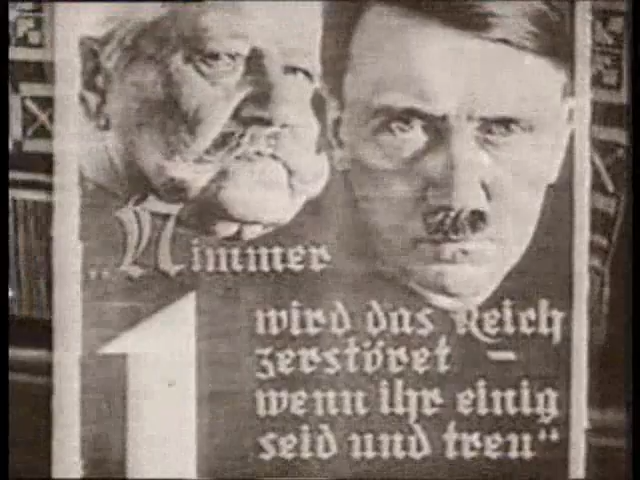 „Nimmer
wird das Reich
zerstöret –
wenn ihr einig
seid und treu“
1